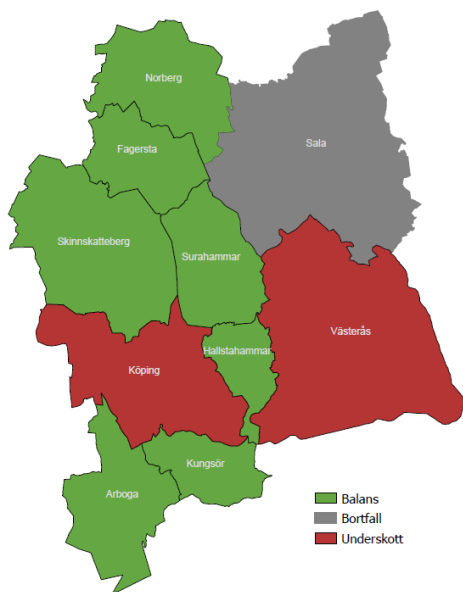 Norberg
Fagersta
Sala
Skinnskatteberg
Surahammar
Västerås
Hallstahammar
Köping
Kungsör
Arboga
Balans
Bortfall
Underskott